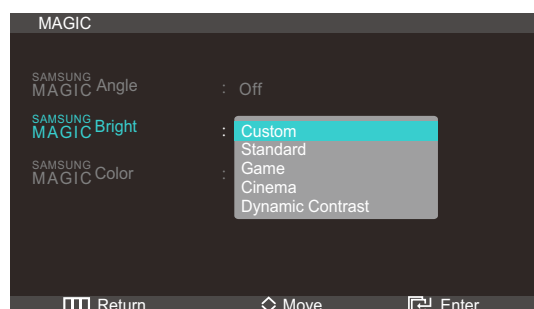 MAGIC
SAMSUNG
MAGIC Angle : Off
SAMSUNG
MAGIC Bright : Custom
Standard
Game
Cinema
Dynamic Contrast
SAMSUNG
MAGIC Color :
Return Move Enter